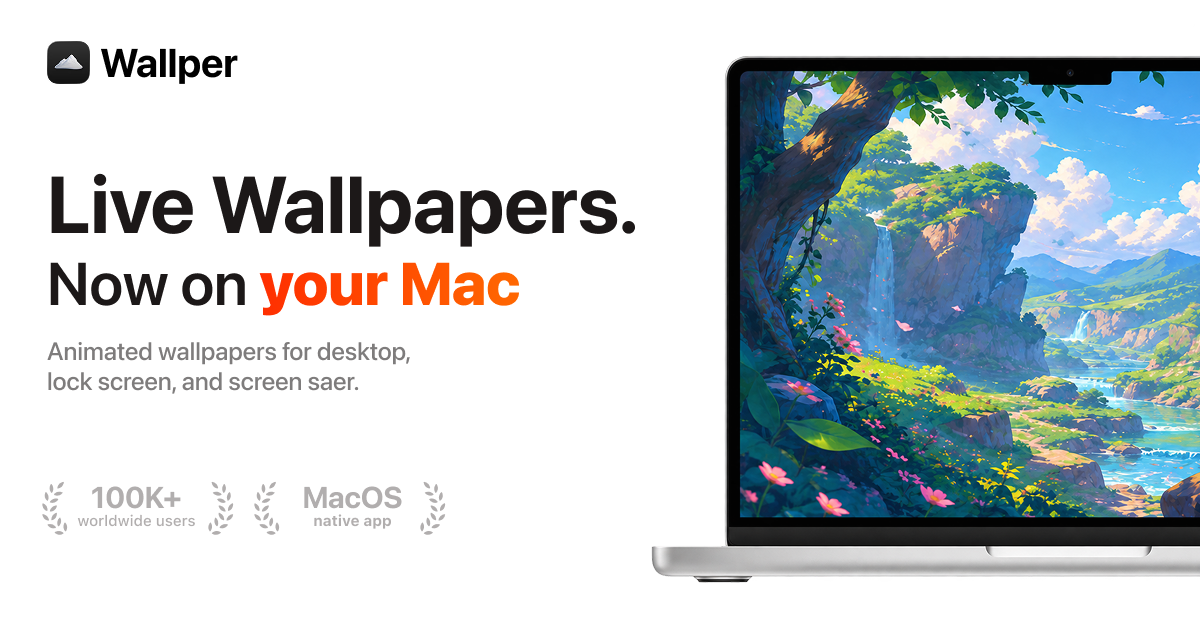 Wallper
Live Wallpapers.
Now on your Mac
Animated wallpapers for desktop,
lock screen, and screen saer.
100K+
worldwide users
MacOS
native app